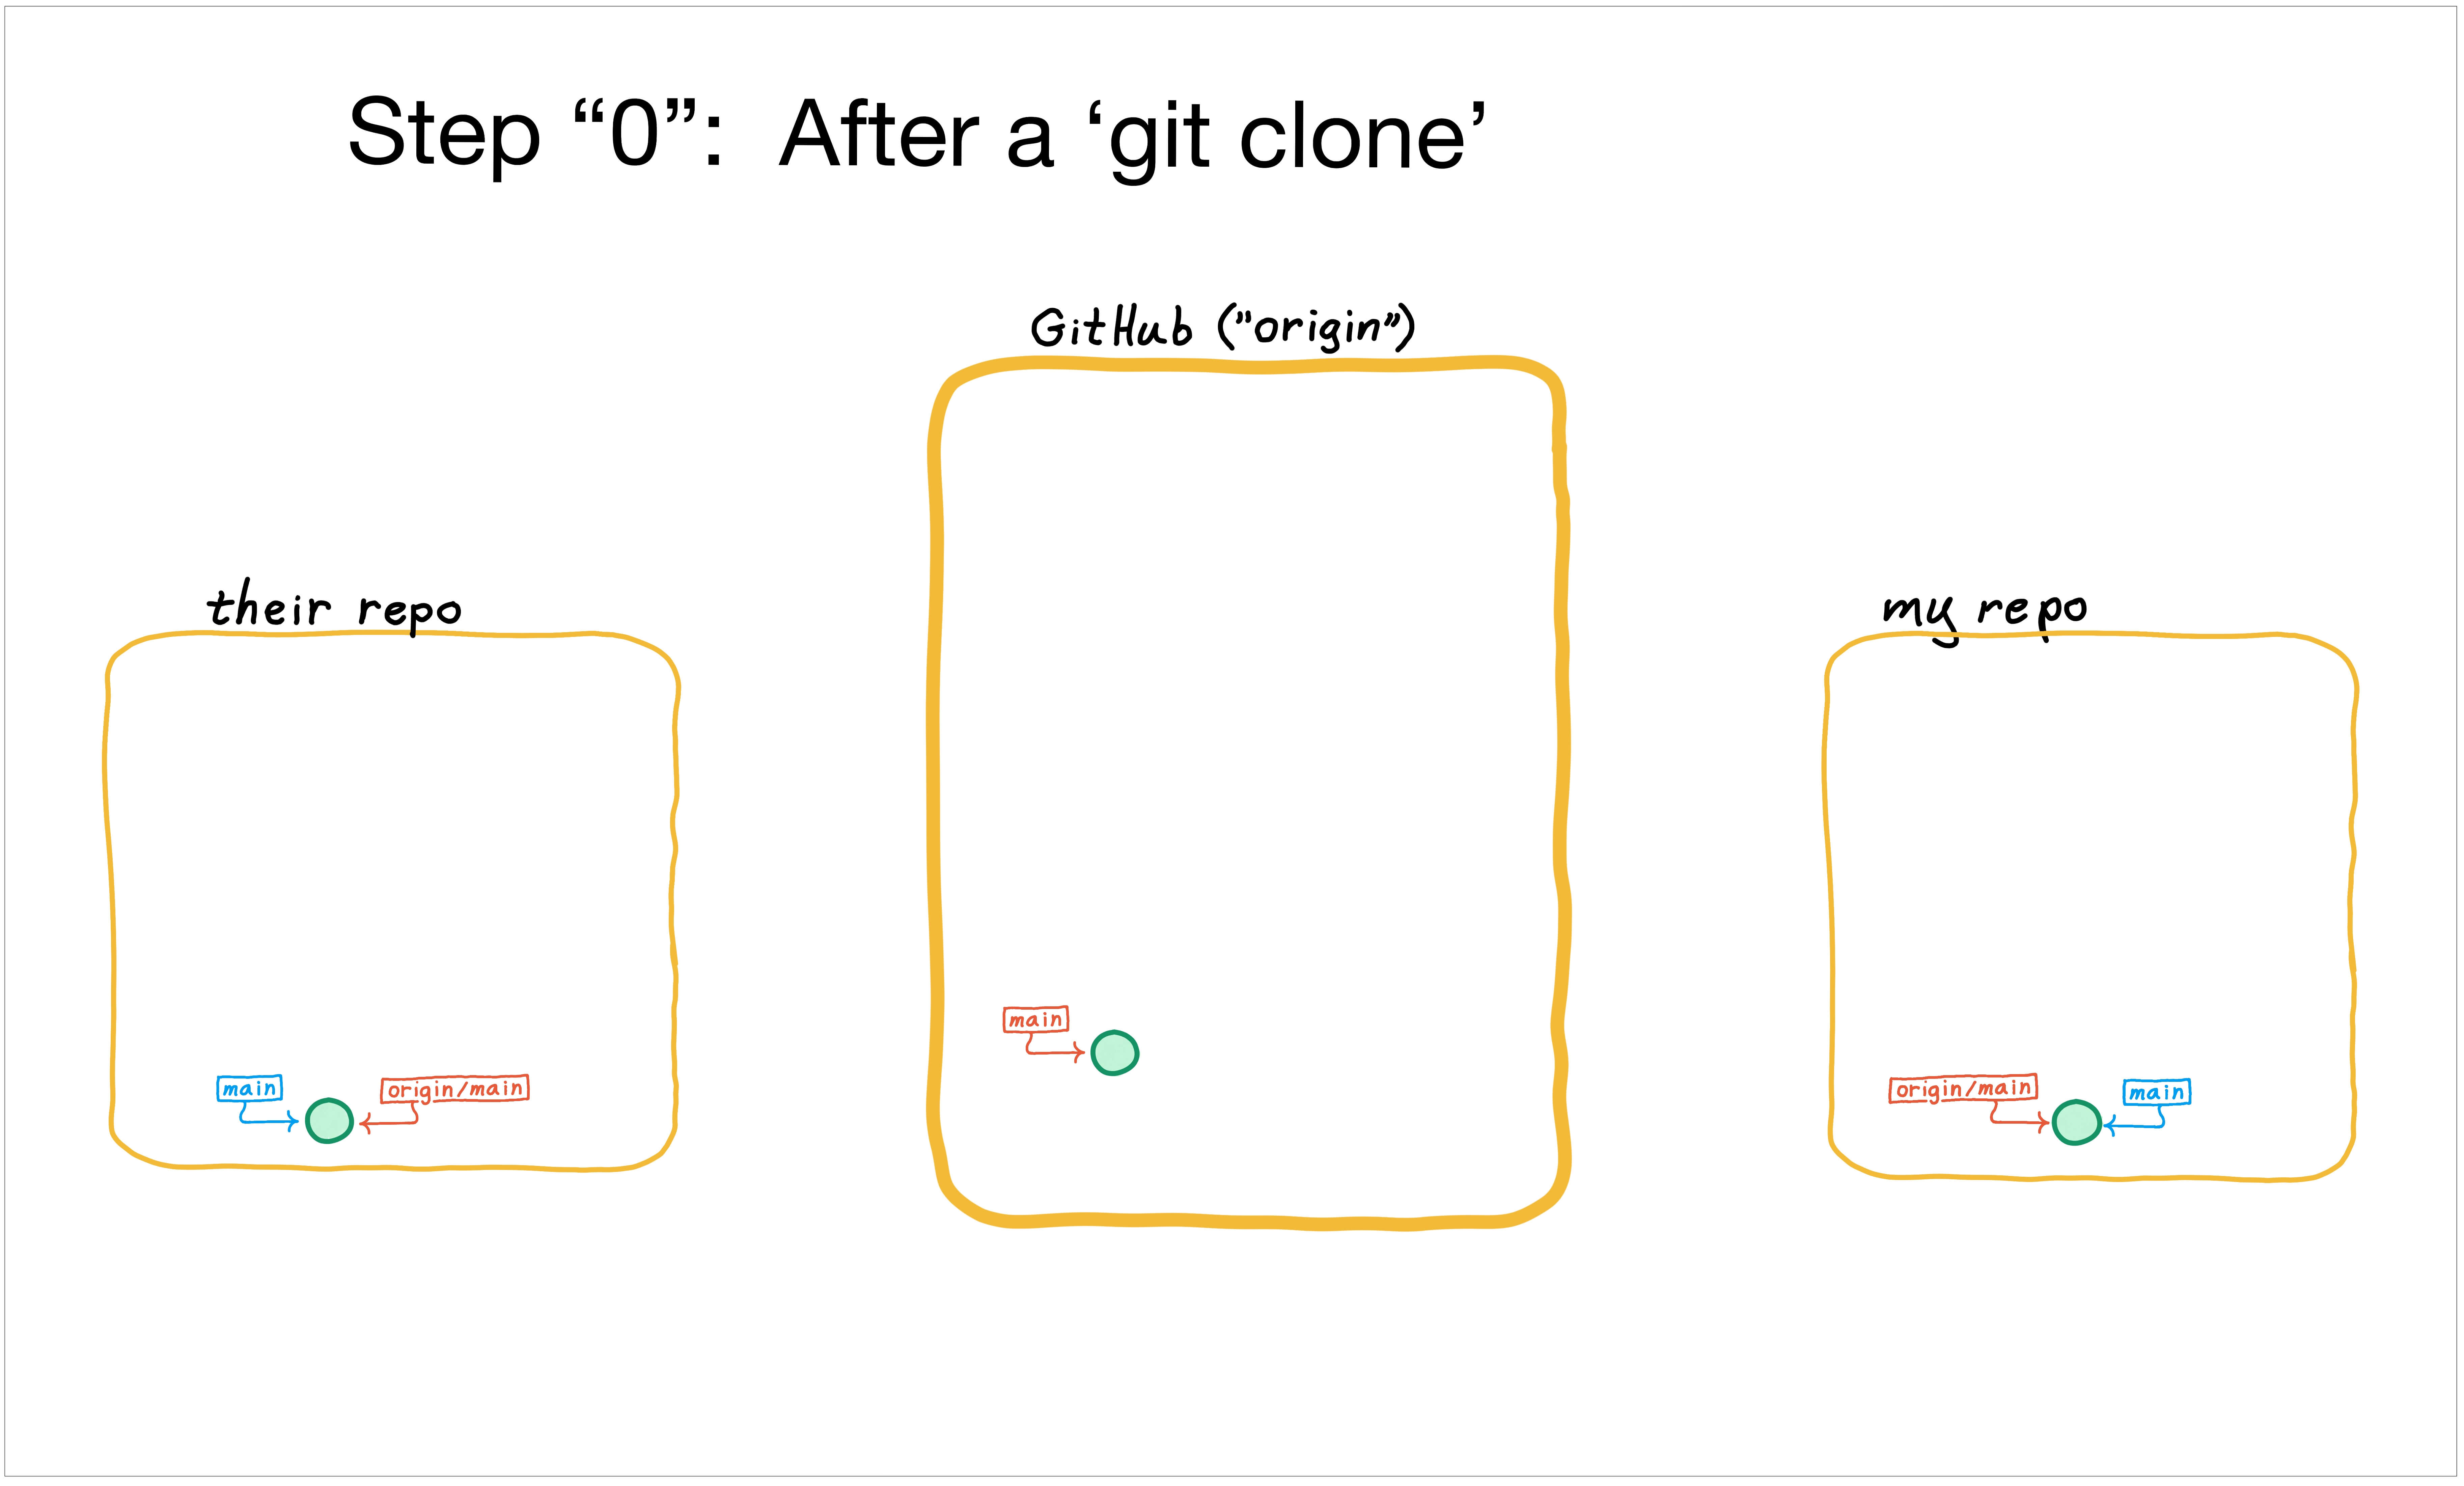 Step “0”: After a ‘git clone’
GitHub ("origin")
their repo
my repo
main
main
origin/main
origin/main
main